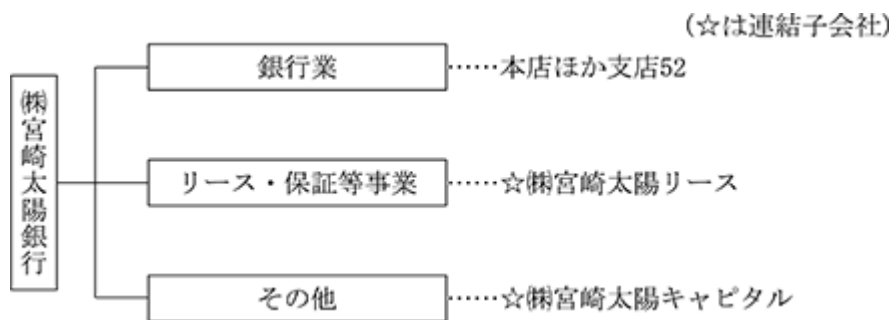 (☆は連結子会社)
㈱宮崎太陽銀行
銀行業……本店ほか支店52
リース・保証等事業……☆㈱宮崎太陽リース
その他……☆㈱宮崎太陽キャピタル